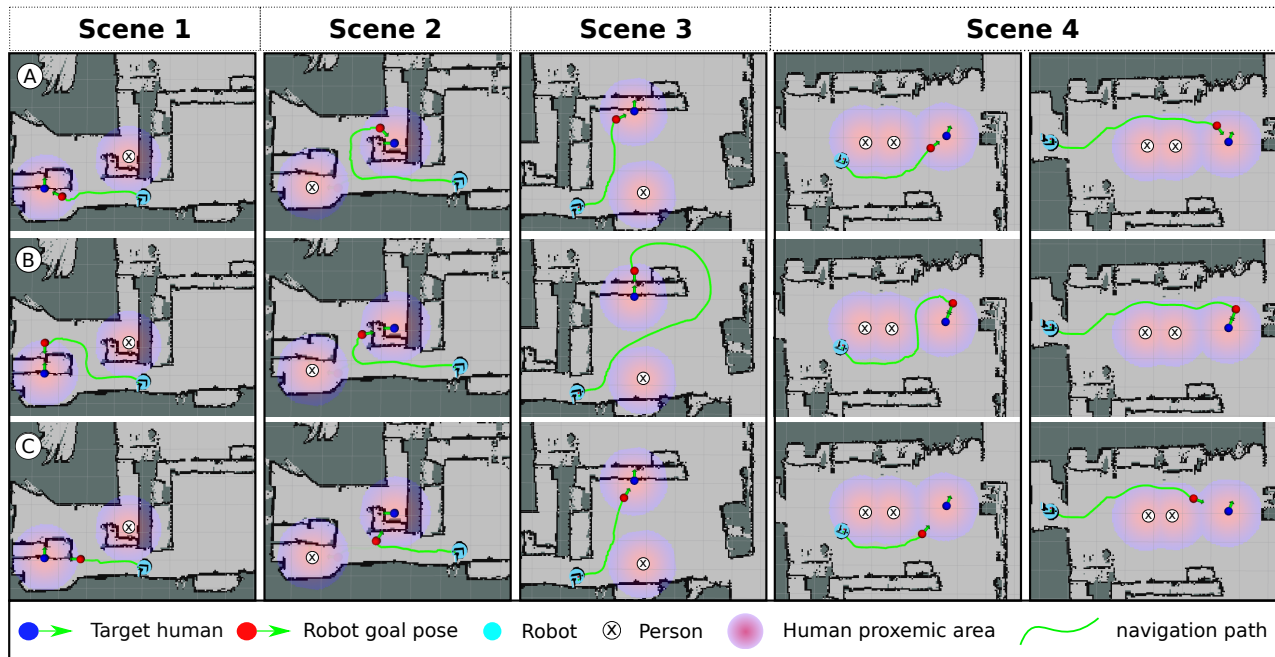 Scene 1 Scene 2 Scene 3 Scene 4
A
B
C
Target human Robot goal pose Robot X Person Human proxemic area navigation path